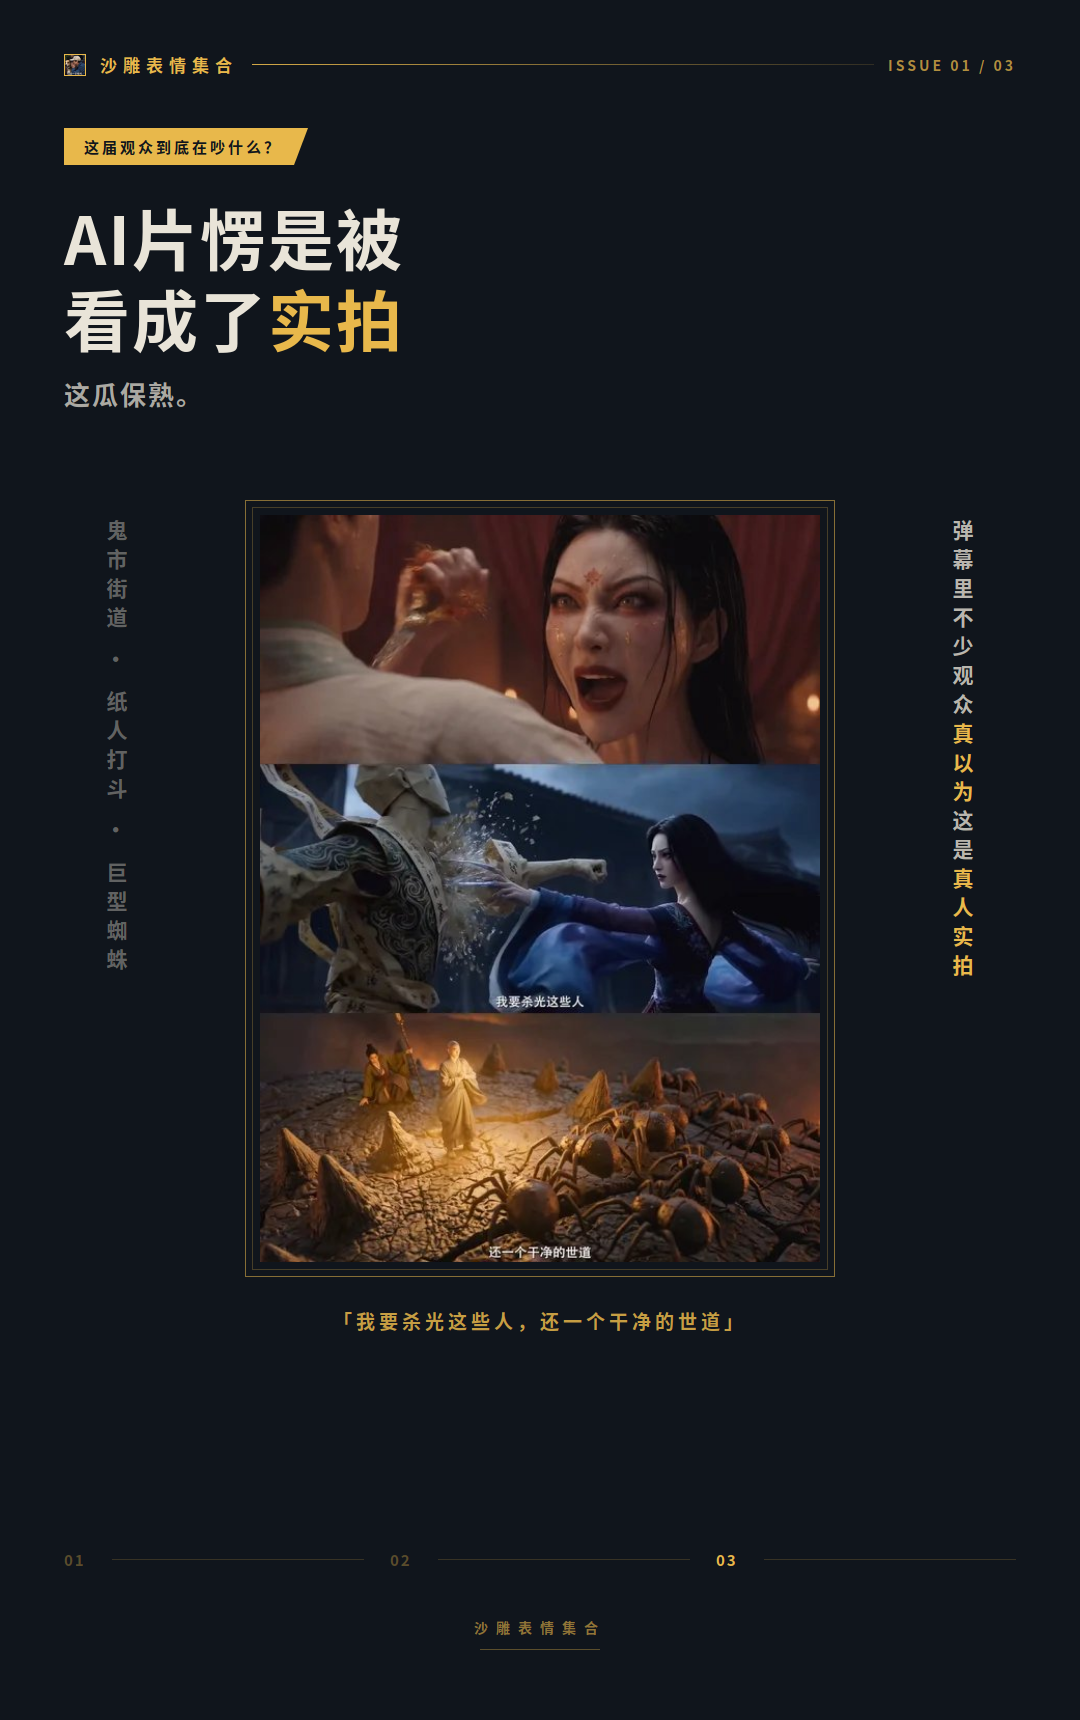 沙雕表情集合
ISSUE 01 / 03
这届观众到底在吵什么?
AI片愣是被
看成了实拍
这瓜保熟。
鬼市街道 · 纸人打斗 · 巨型蜘蛛
弹幕里不少观众真以为这是真人实拍
我要杀光这些人
还一个干净的世道
「我要杀光这些人，还一个干净的世道」
01
02
03
沙雕表情集合